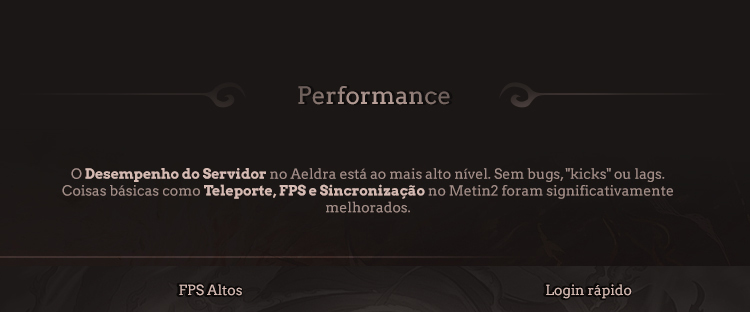 Performance
O Desempenho do Servidor no Aeldra está ao mais alto nível. Sem bugs, "kicks" ou lags.
Coisas básicas como Teleporte, FPS e Sincronização no Metin2 foram significativamente
melhorados.
FPS Altos
Login rápido